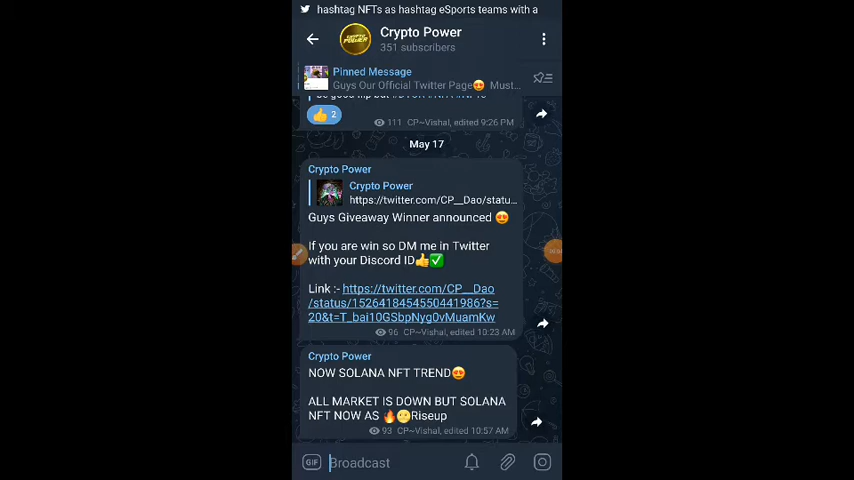 hashtag NFTs as hashtag eSports teams with a
Crypto Power
351 subscribers
Pinned Message
Guys Our Official Twitter Page😍 Must...
👍 2
111 CP~Vishal, edited 9:26 PM
May 17
Crypto Power
Crypto Power
https://twitter.com/CP__Dao/statu...
Guys Giveaway Winner announced 😍
If you are win so DM me in Twitter
with your Discord ID👍✅
Link :- https://twitter.com/CP__Dao
/status/1526418454550441986?s=
20&t=T_bai10GSbpNyg0vMuamKw
96 CP~Vishal, edited 10:23 AM
Crypto Power
NOW SOLANA NFT TREND😍
ALL MARKET IS DOWN BUT SOLANA
NFT NOW AS 🔥🌝Riseup
93 CP~Vishal, edited 10:57 AM
GIF Broadcast